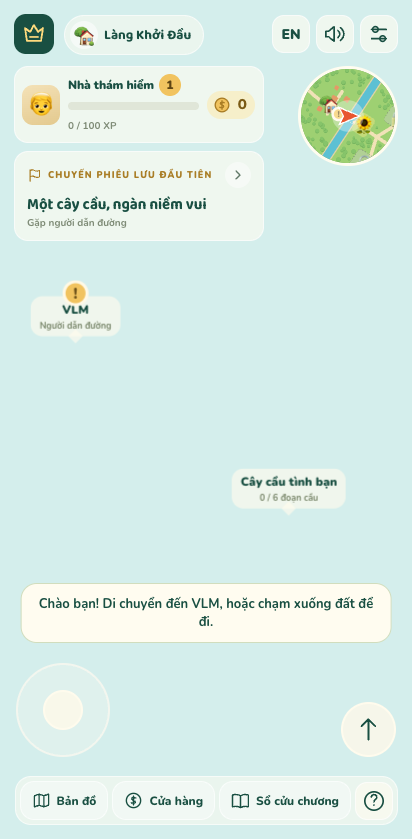 Làng Khởi Đầu
EN
Nhà thám hiểm 1
0
0 / 100 XP
CHUYẾN PHIÊU LƯU ĐẦU TIÊN
Một cây cầu, ngàn niềm vui
Gặp người dẫn đường
!
VLM
Người dẫn đường
Cây cầu tình bạn
0 / 6 đoạn cầu
Chào bạn! Di chuyển đến VLM, hoặc chạm xuống đất để
đi.
Bản đồ
Cửa hàng
Sổ cửu chương
?